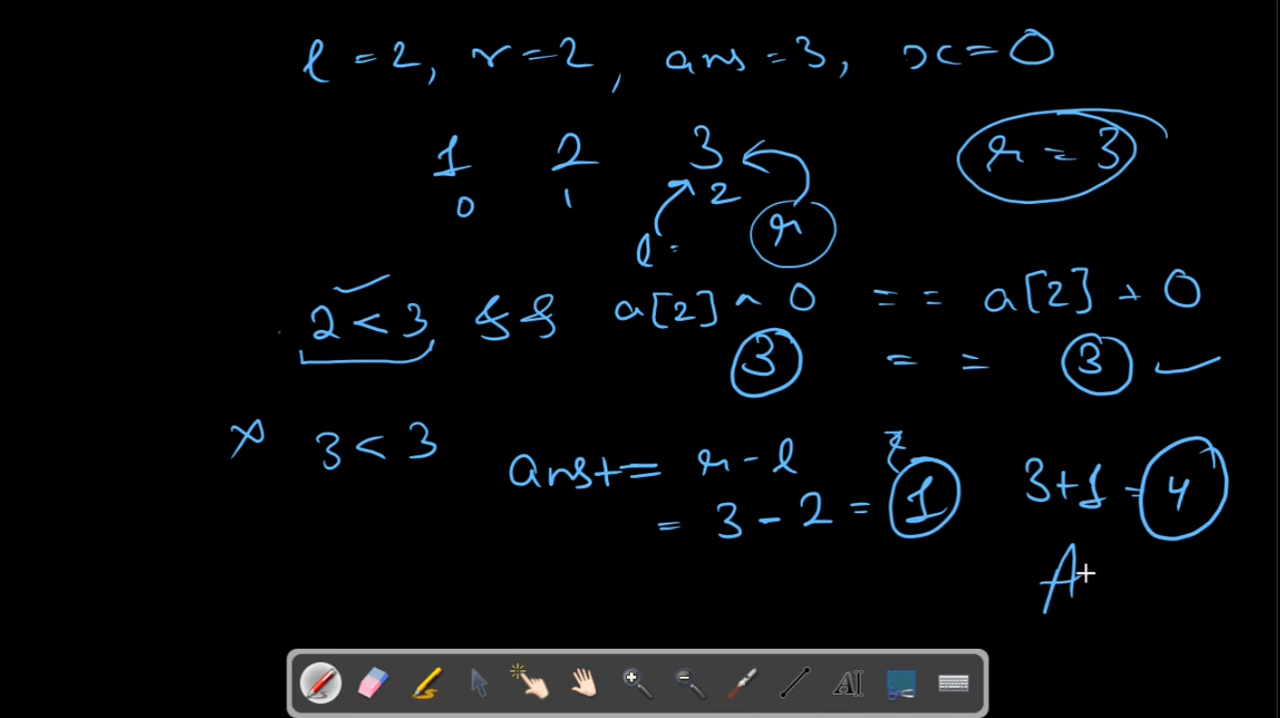 l = 2, r = 2, ans = 3, x = 0
1 2 3
0 1 2
r = 3
l = r
2 < 3 && a[2] ^ 0 == a[2] + 0
3 == 3
× 3 < 3 ans += r - l
= 3 - 2 = 1 3+1 = 4
A
AI